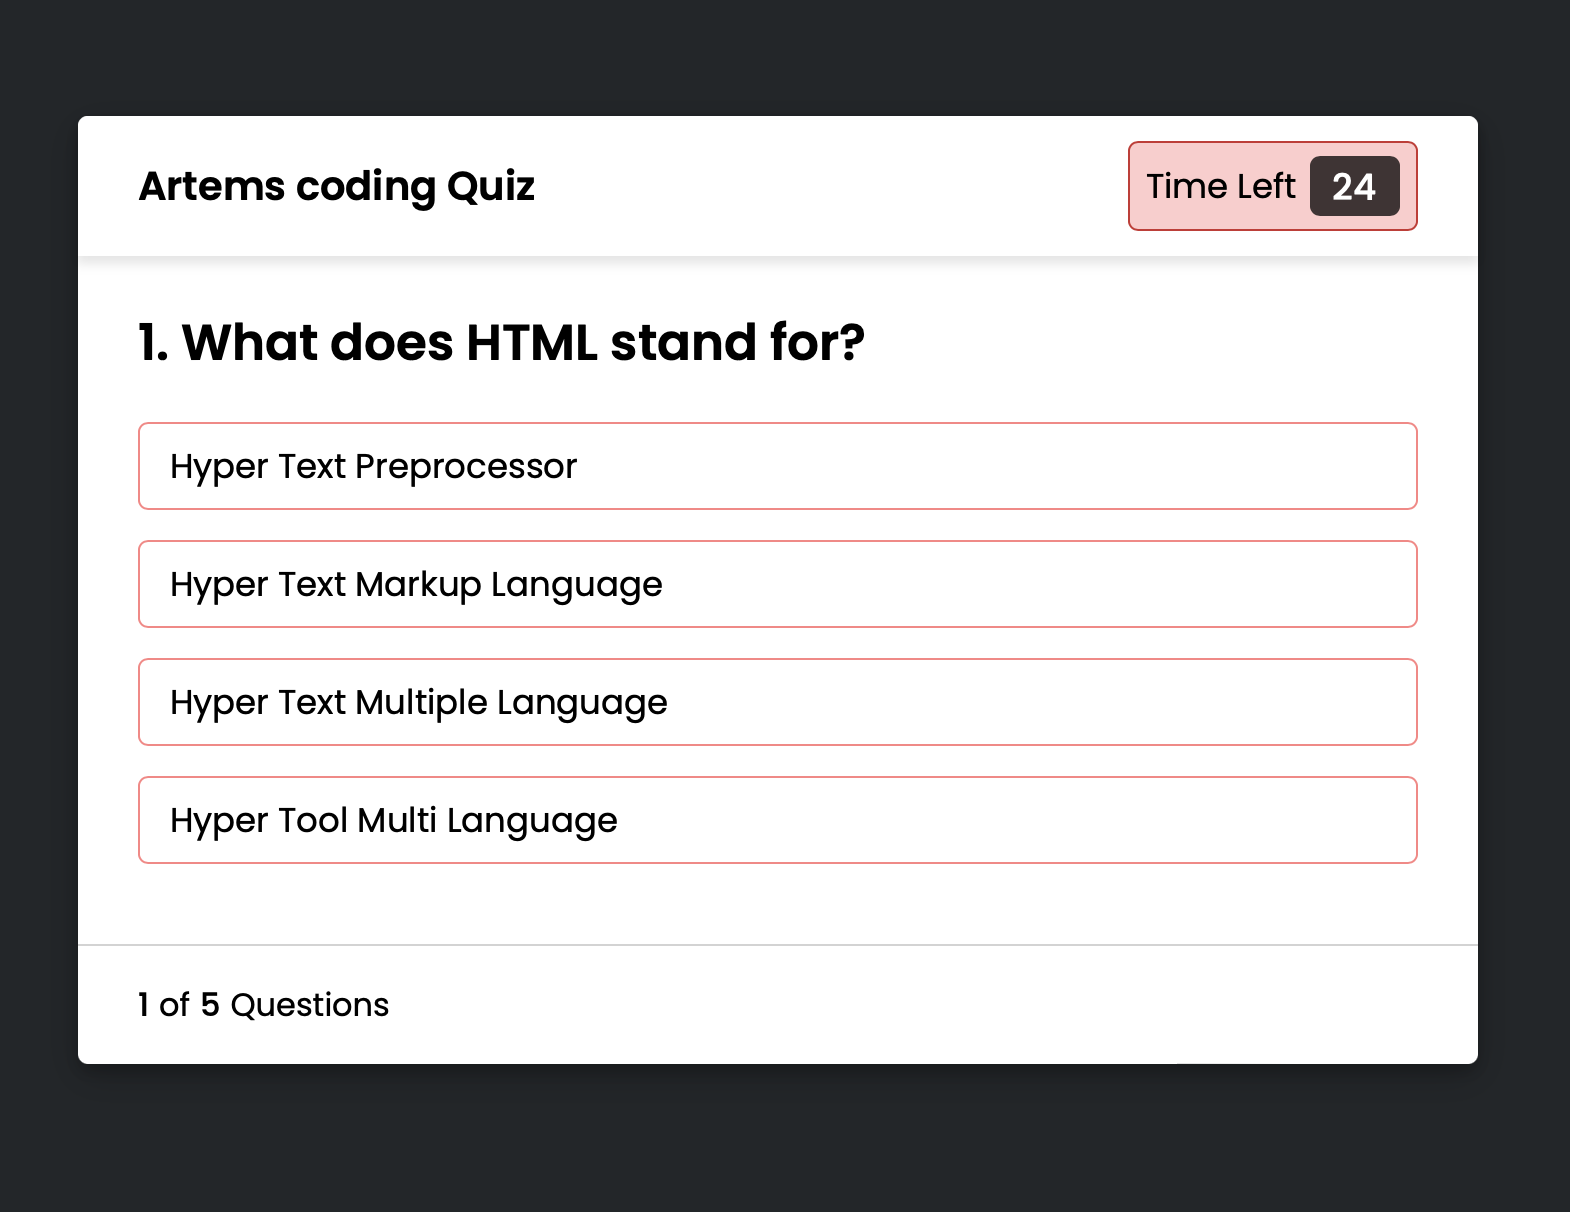 Artems coding Quiz
Time Left 24
1. What does HTML stand for?
Hyper Text Preprocessor
Hyper Text Markup Language
Hyper Text Multiple Language
Hyper Tool Multi Language
1 of 5 Questions